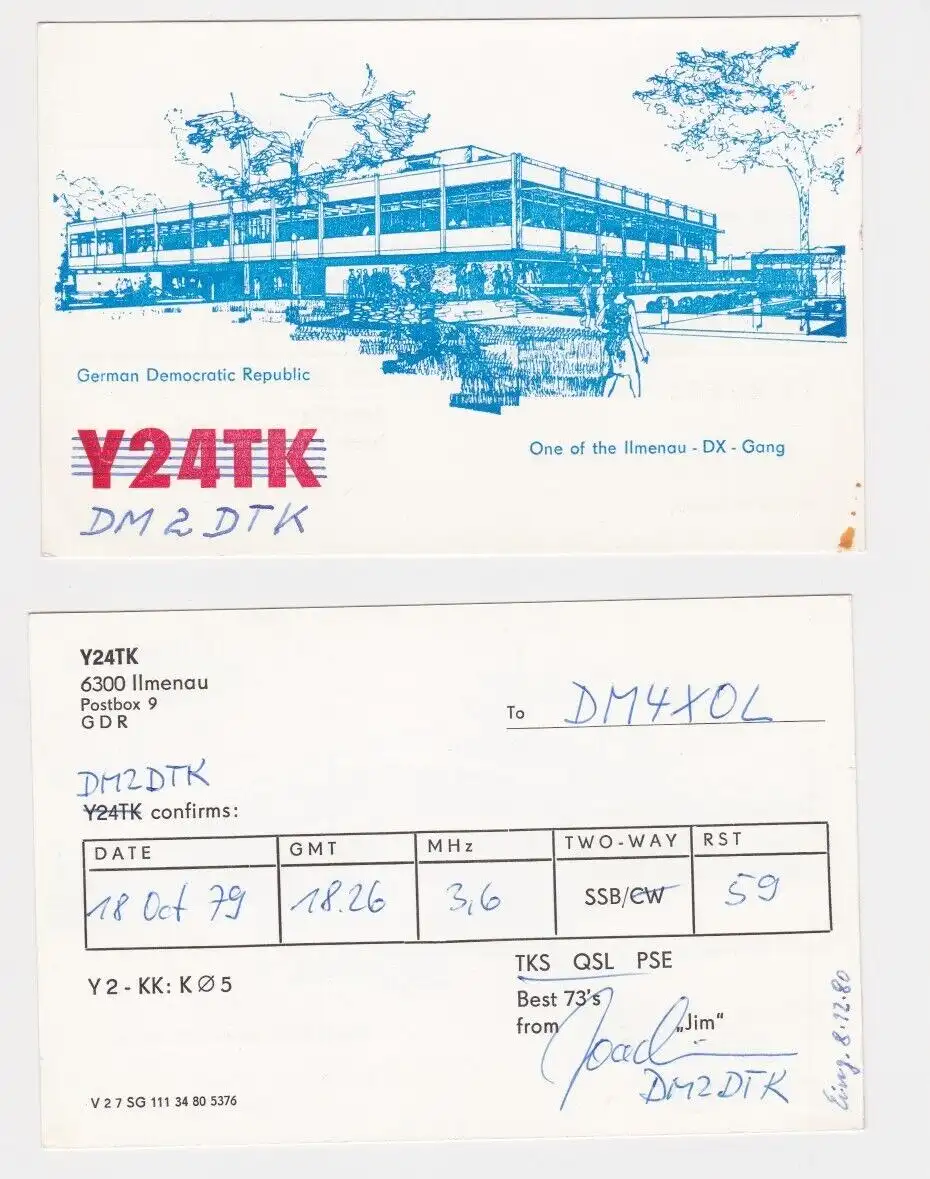 German Democratic Republic
Y24TK
One of the Ilmenau - DX - Gang
DM2DTK
Y24TK
6300 Ilmenau
Postbox 9
GDR
To DM4XOL
DM2DTK
Y24TK confirms:
DATE GMT MHz TWO-WAY RST
18 Oct 79 18.26 3,6 SSB/CW 59
Y2-KK: KØ5
TKS QSL PSE
Best 73's
from „Jim“
DM2DTK
V 2 7 SG 111 34 80 5376
Eing. 8.12.80